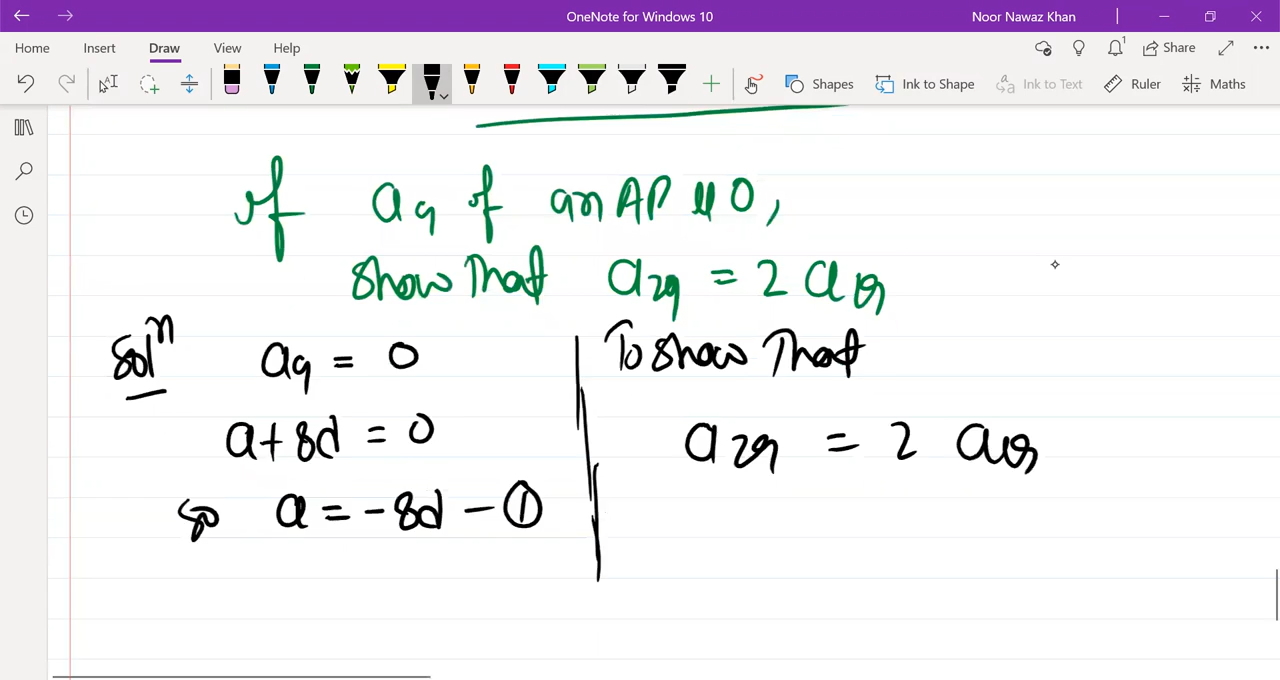 OneNote for Windows 10
Noor Nawaz Khan
Home Insert Draw View Help
1
Share
Shapes
Ink to Shape
Ink to Text
Ruler
Maths
If a9 of an AP is 0,
show That a29 = 2 a19
Solⁿ a9 = 0
a+8d = 0
so a = -8d - ①
To show That
a29 = 2 a19